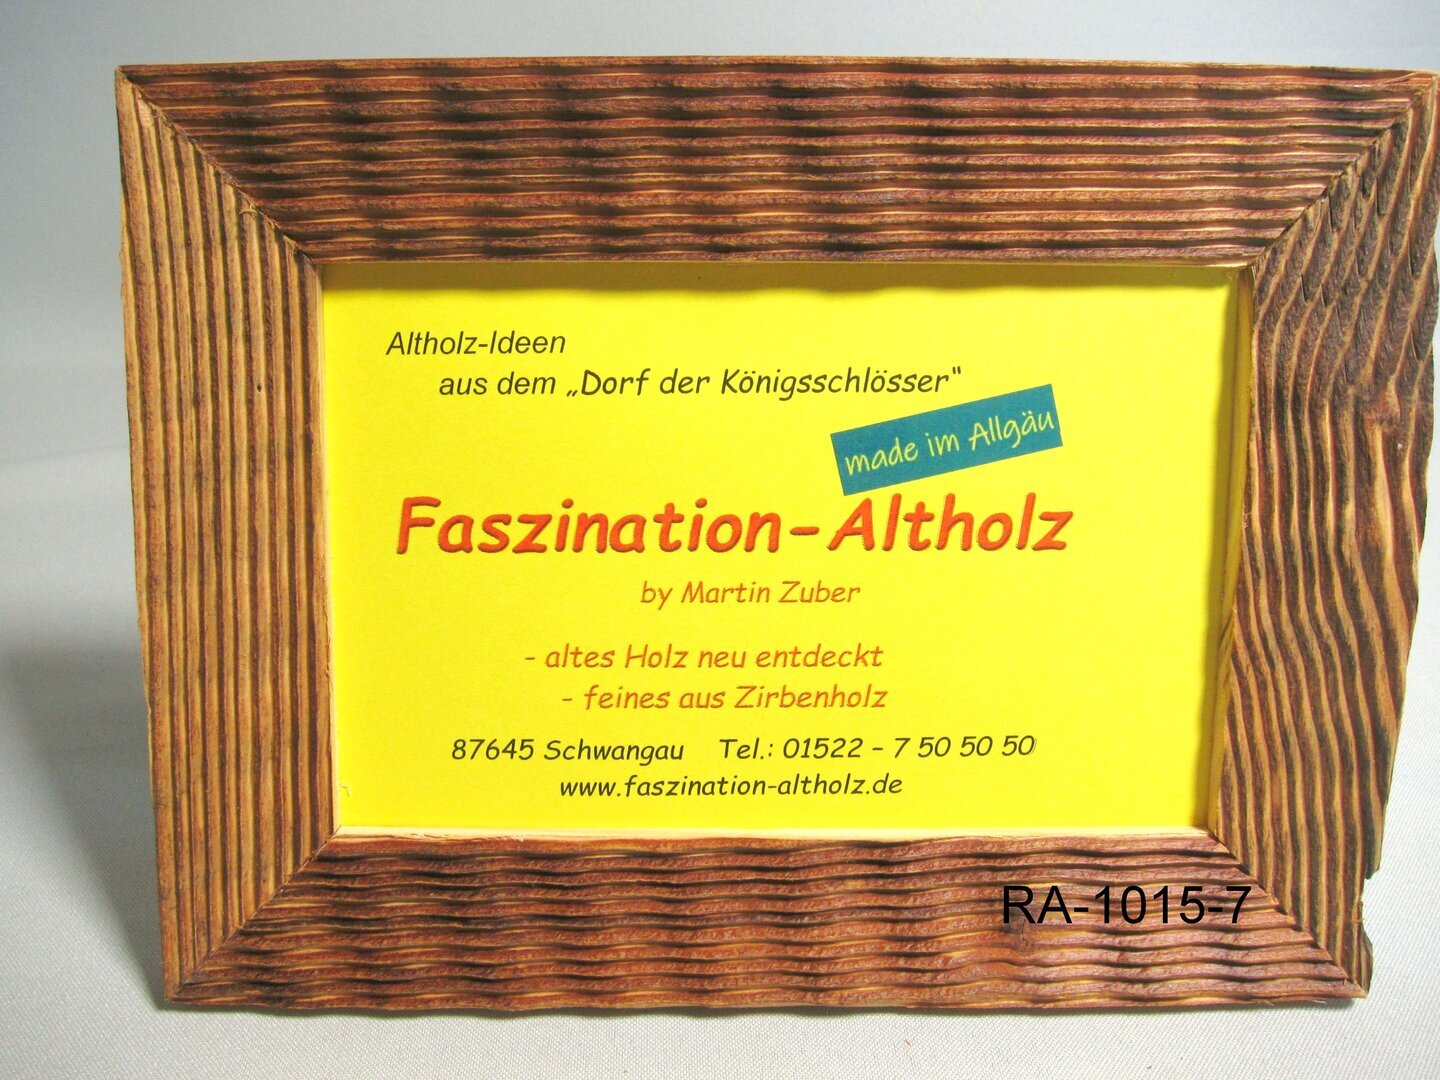 Altholz-Ideen
aus dem „Dorf der Königsschlösser"
made im Allgäu
Faszination-Altholz
by Martin Zuber
- altes Holz neu entdeckt
- feines aus Zirbenholz
87645 Schwangau Tel.: 01522 – 7 50 50 50
www.faszination-altholz.de
RA-1015-7